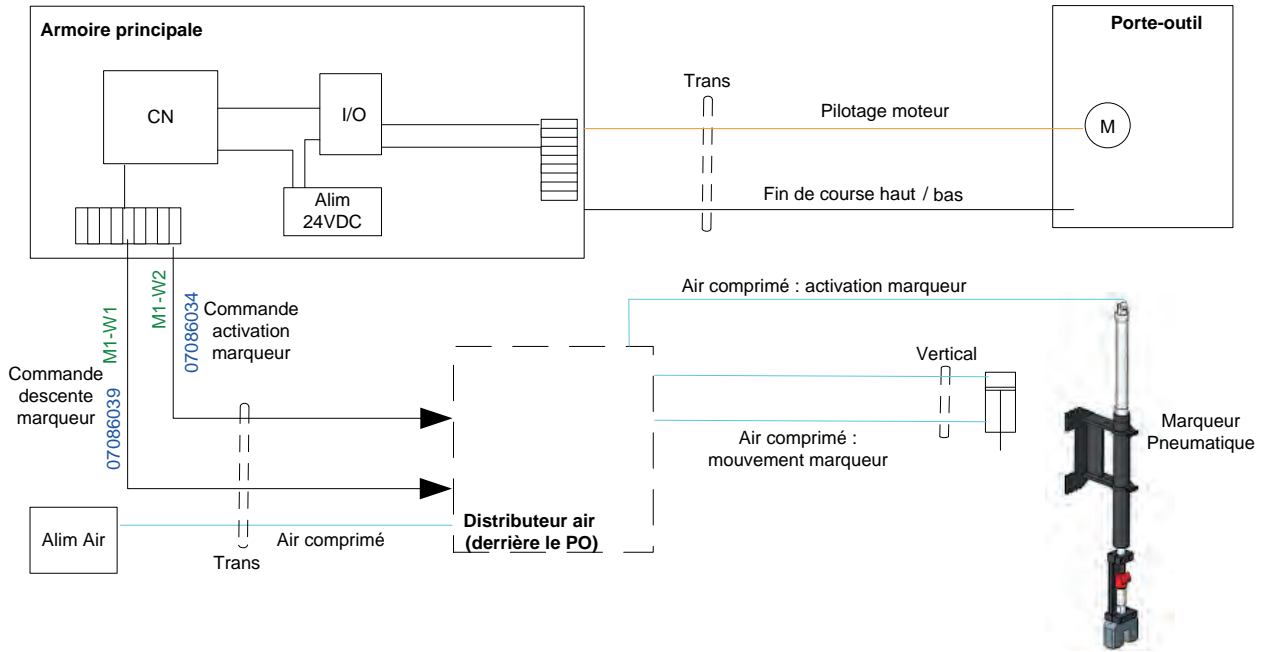 Armoire principale
Porte-outil
CN
I/O
Alim
24VDC
Trans
Pilotage moteur
M
Fin de course haut / bas
M1-W1
M1-W2
07086034
07086039
Commande
activation
marqueur
Commande
descente
marqueur
Air comprimé : activation marqueur
Vertical
Air comprimé :
mouvement marqueur
Marqueur
Pneumatique
Alim Air
Trans
Air comprimé
Distributeur air
(derrière le PO)